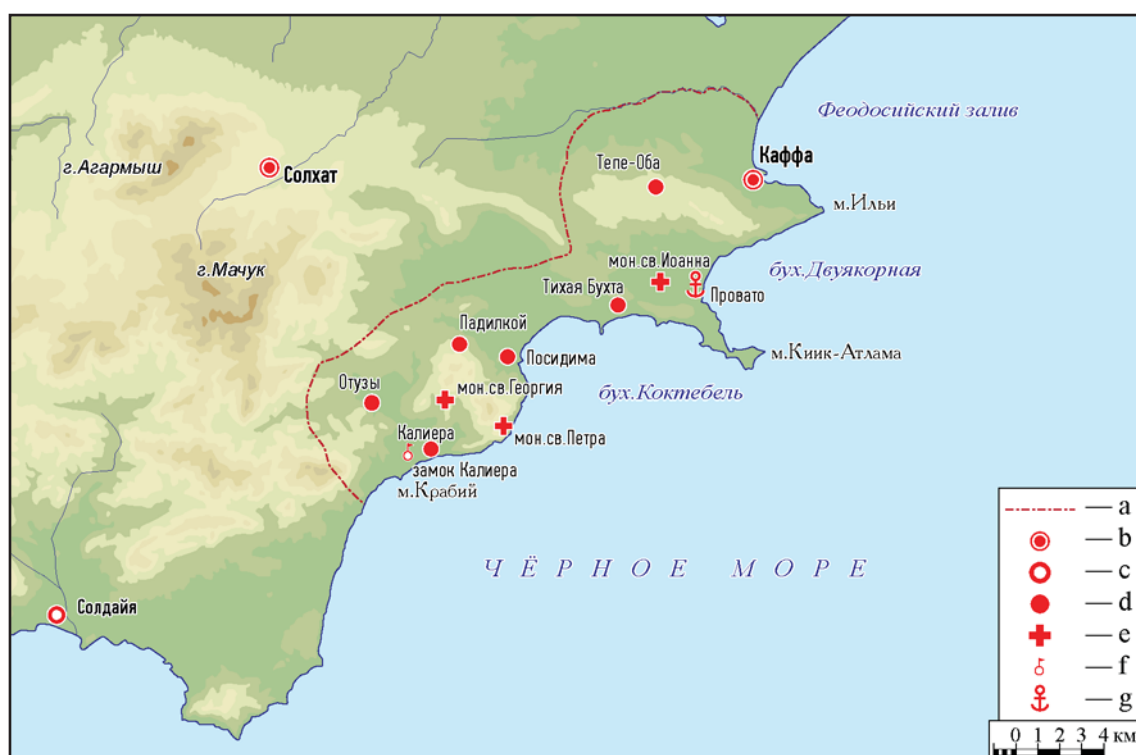 Феодосийский залив
г.Агармыш
Солхат
Тепе-Оба
Каффа
м.Ильи
г.Мачук
мон.св.Иоанна
бух.Двуякорная
Тихая Бухта
Провато
Падилкой
Посидима
м.Киик-Атлама
Отузы
мон.св.Георгия
бух.Коктебель
Калиера
мон.св.Петра
замок Калиера
м.Крабий
ЧЁРНОЕ МОРЕ
Солдайя
— a
— b
— c
— d
— e
— f
— g
0 1 2 3 4 км